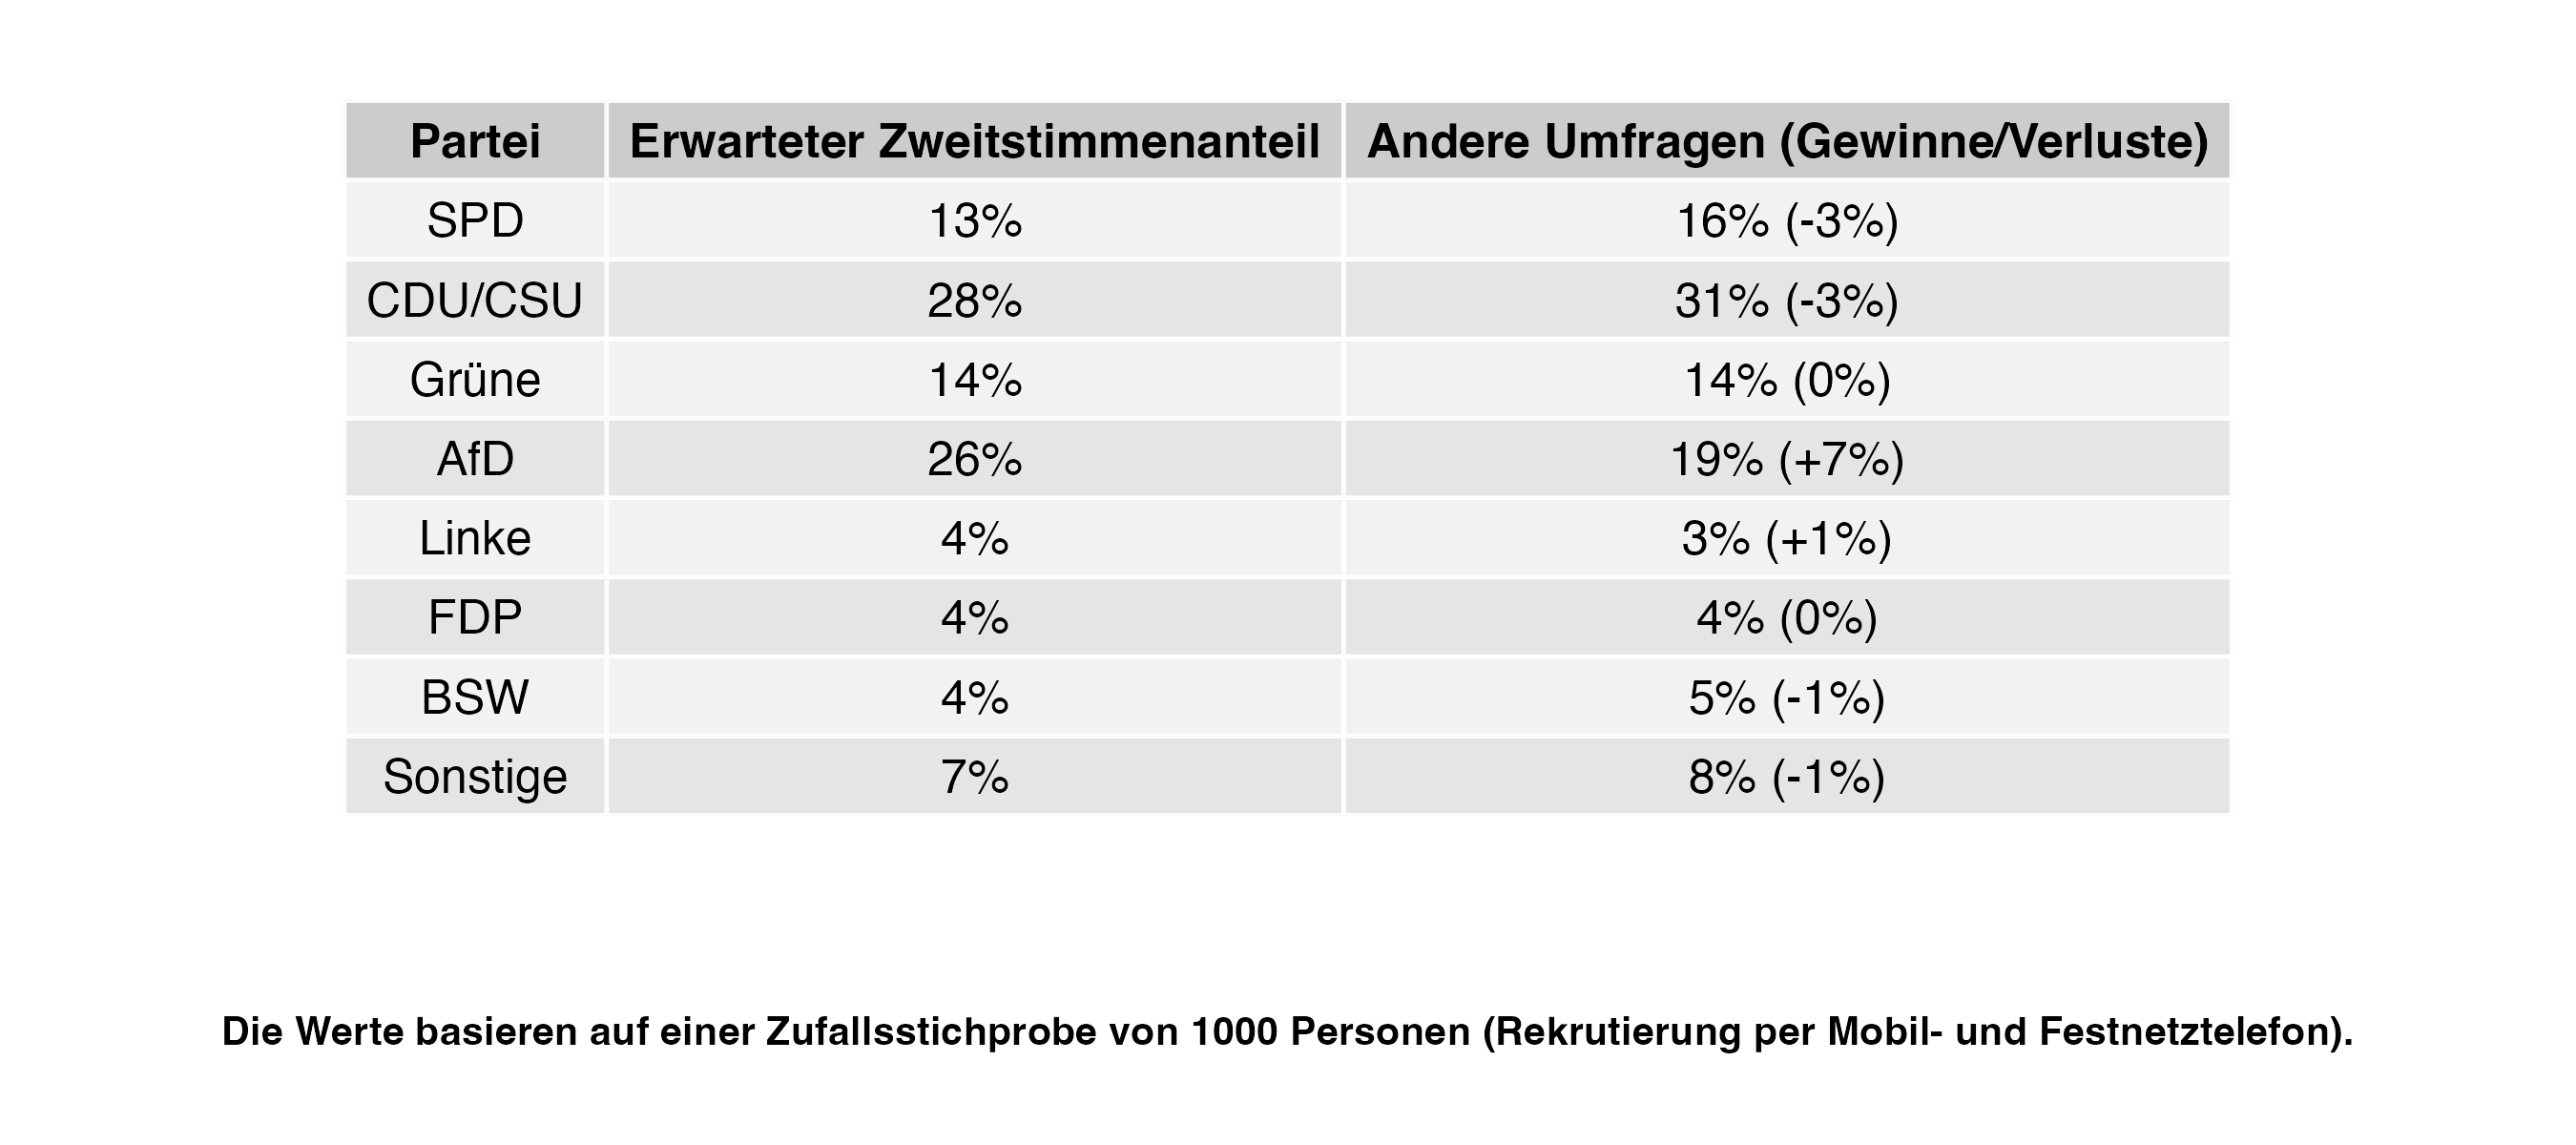 Partei Erwarteter Zweitstimmenanteil Andere Umfragen (Gewinne/Verluste)
SPD 13% 16% (-3%)
CDU/CSU 28% 31% (-3%)
Grüne 14% 14% (0%)
AfD 26% 19% (+7%)
Linke 4% 3% (+1%)
FDP 4% 4% (0%)
BSW 4% 5% (-1%)
Sonstige 7% 8% (-1%)
Die Werte basieren auf einer Zufallsstichprobe von 1000 Personen (Rekrutierung per Mobil- und Festnetztelefon).